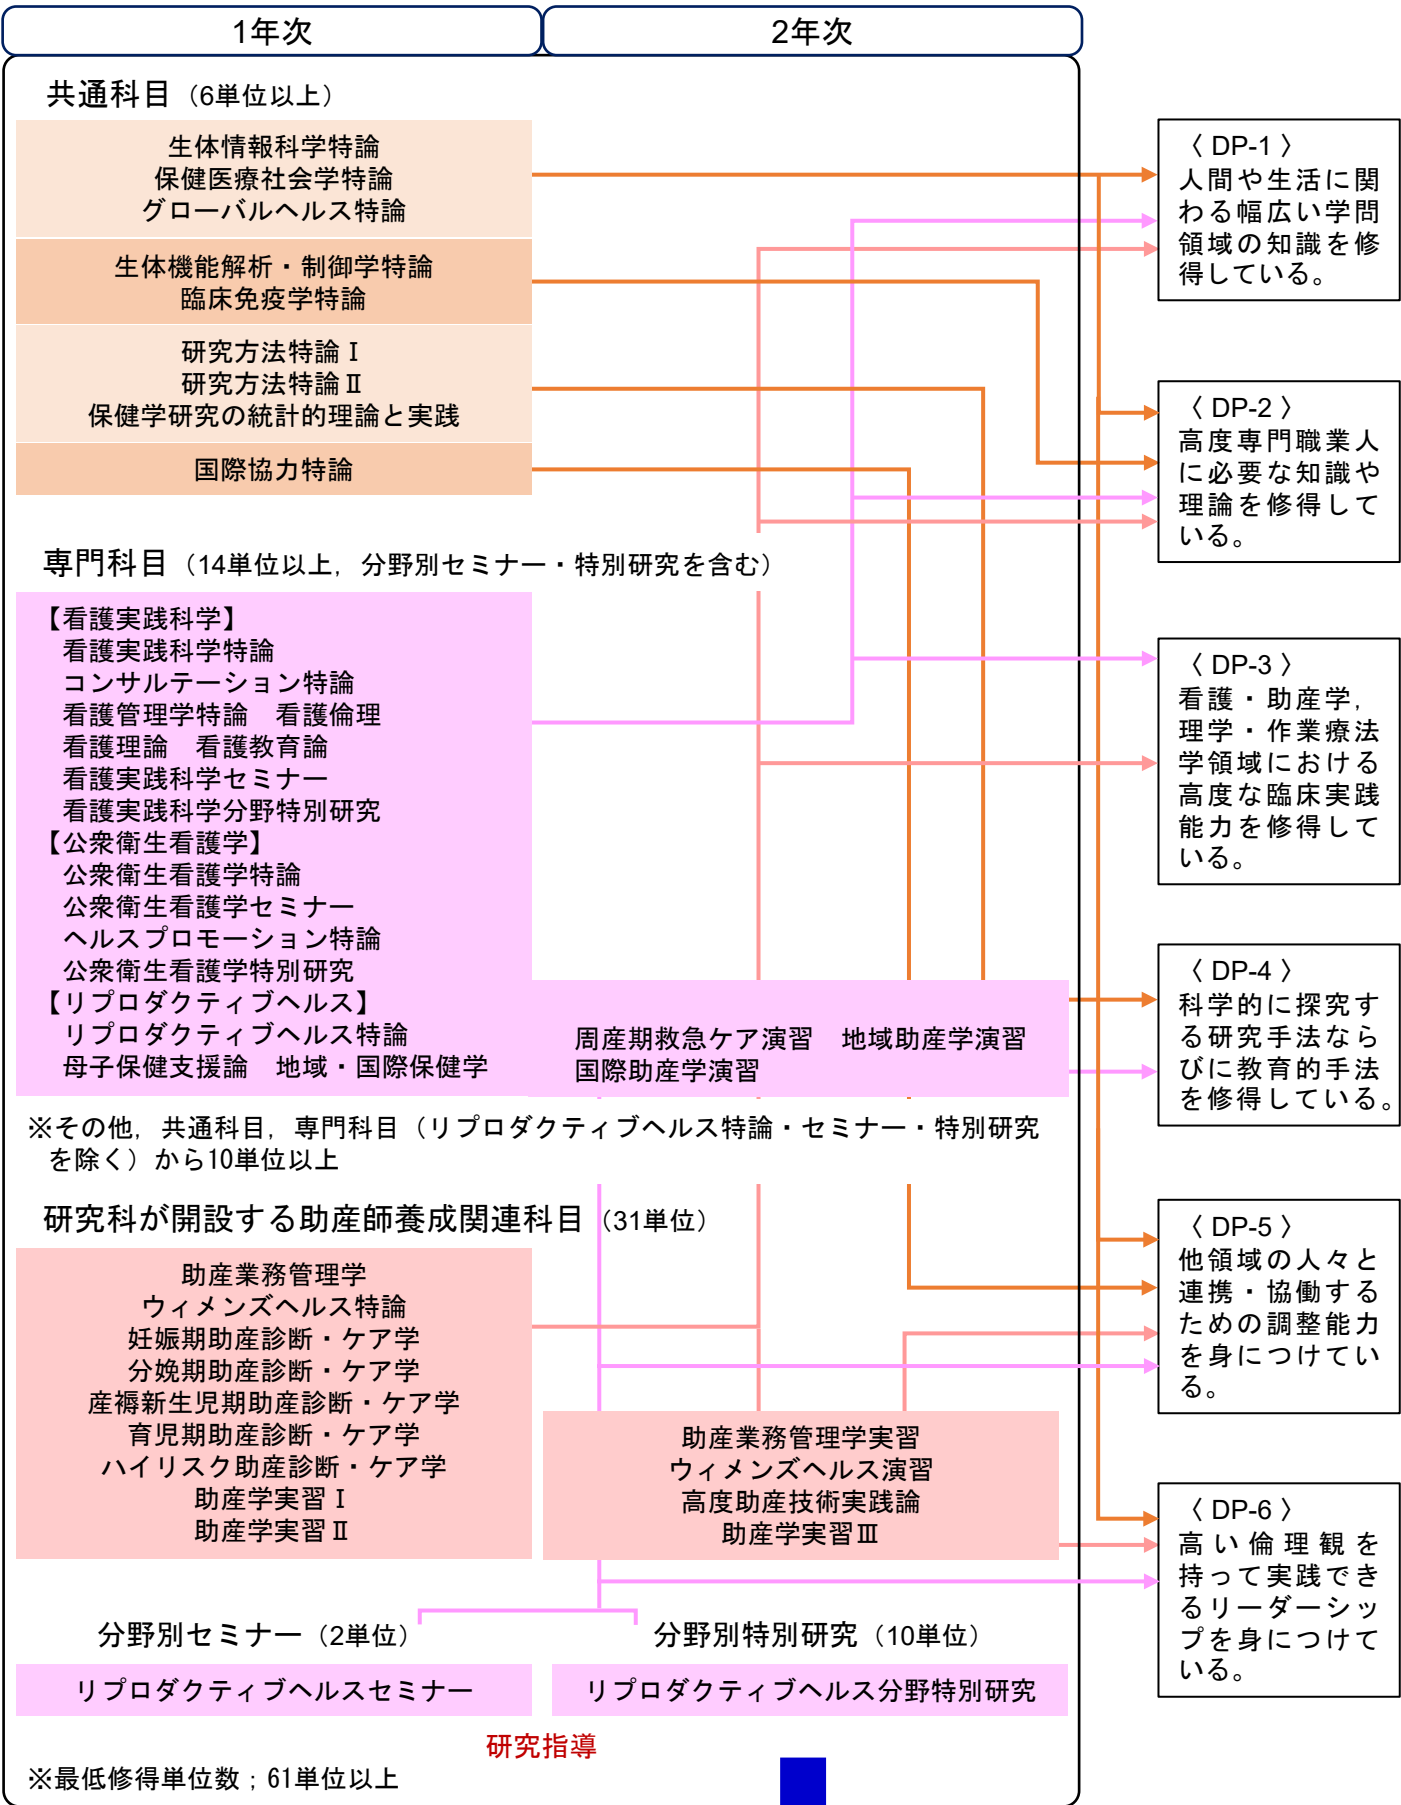 1年次
2年次
共通科目（6単位以上）
生体情報科学特論
保健医療社会学特論
グローバルヘルス特論
生体機能解析・制御学特論
臨床免疫学特論
研究方法特論Ⅰ
研究方法特論Ⅱ
保健学研究の統計的理論と実践
国際協力特論
専門科目（14単位以上，分野別セミナー・特別研究を含む）
【看護実践科学】
看護実践科学特論
コンサルテーション特論
看護管理学特論　看護倫理
看護理論　看護教育論
看護実践科学セミナー
看護実践科学分野特別研究
【公衆衛生看護学】
公衆衛生看護学特論
公衆衛生看護学セミナー
ヘルスプロモーション特論
公衆衛生看護学特別研究
【リプロダクティブヘルス】
リプロダクティブヘルス特論
母子保健支援論　地域・国際保健学
周産期救急ケア演習　地域助産学演習
国際助産学演習
※その他，共通科目，専門科目（リプロダクティブヘルス特論・セミナー・特別研究
を除く）から10単位以上
研究科が開設する助産師養成関連科目（31単位）
助産業務管理学
ウィメンズヘルス特論
妊娠期助産診断・ケア学
分娩期助産診断・ケア学
産褥新生児期助産診断・ケア学
育児期助産診断・ケア学
ハイリスク助産診断・ケア学
助産学実習Ⅰ
助産学実習Ⅱ
助産業務管理学実習
ウィメンズヘルス演習
高度助産技術実践論
助産学実習Ⅲ
分野別セミナー（2単位）
分野別特別研究（10単位）
リプロダクティブヘルスセミナー
リプロダクティブヘルス分野特別研究
研究指導
※最低修得単位数；61単位以上
〈 DP-1 〉
人間や生活に関
わる幅広い学問
領域の知識を修
得している。
〈 DP-2 〉
高度専門職業人
に必要な知識や
理論を修得して
いる。
〈 DP-3 〉
看護・助産学，
理学・作業療法
学領域における
高度な臨床実践
能力を修得して
いる。
〈 DP-4 〉
科学的に探究す
る研究手法なら
びに教育的手法
を修得している。
〈 DP-5 〉
他領域の人々と
連携・協働する
ための調整能力
を身につけてい
る。
〈 DP-6 〉
高い倫理観を
持って実践でき
るリーダーシッ
プを身につけて
いる。